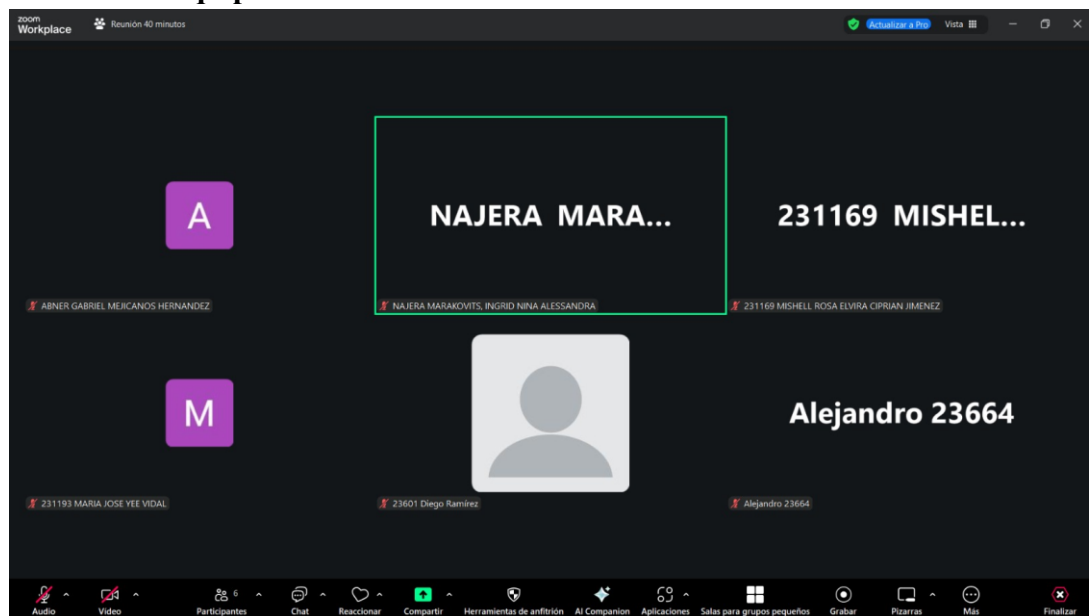 zoom
Workplace
Reunión 40 minutos
Actualizar a Pro
Vista
A
NAJERA MARA...
231169 MISHEL...
ABNER GABRIEL MEJICANOS HERNANDEZ
NAJERA MARAKOVITS, INGRID NINA ALESSANDRA
231169 MISHELL ROSA ELVIRA CIPRIAN JIMENEZ
M
Alejandro 23664
231193 MARIA JOSE YEE VIDAL
23601 Diego Ramírez
Alejandro 23664
6
Audio
Video
Participantes
Chat
Reaccionar
Compartir
Herramientas de anfitrión
AI Companion
Aplicaciones
Salas para grupos pequeños
Grabar
Pizarras
Más
Finalizar